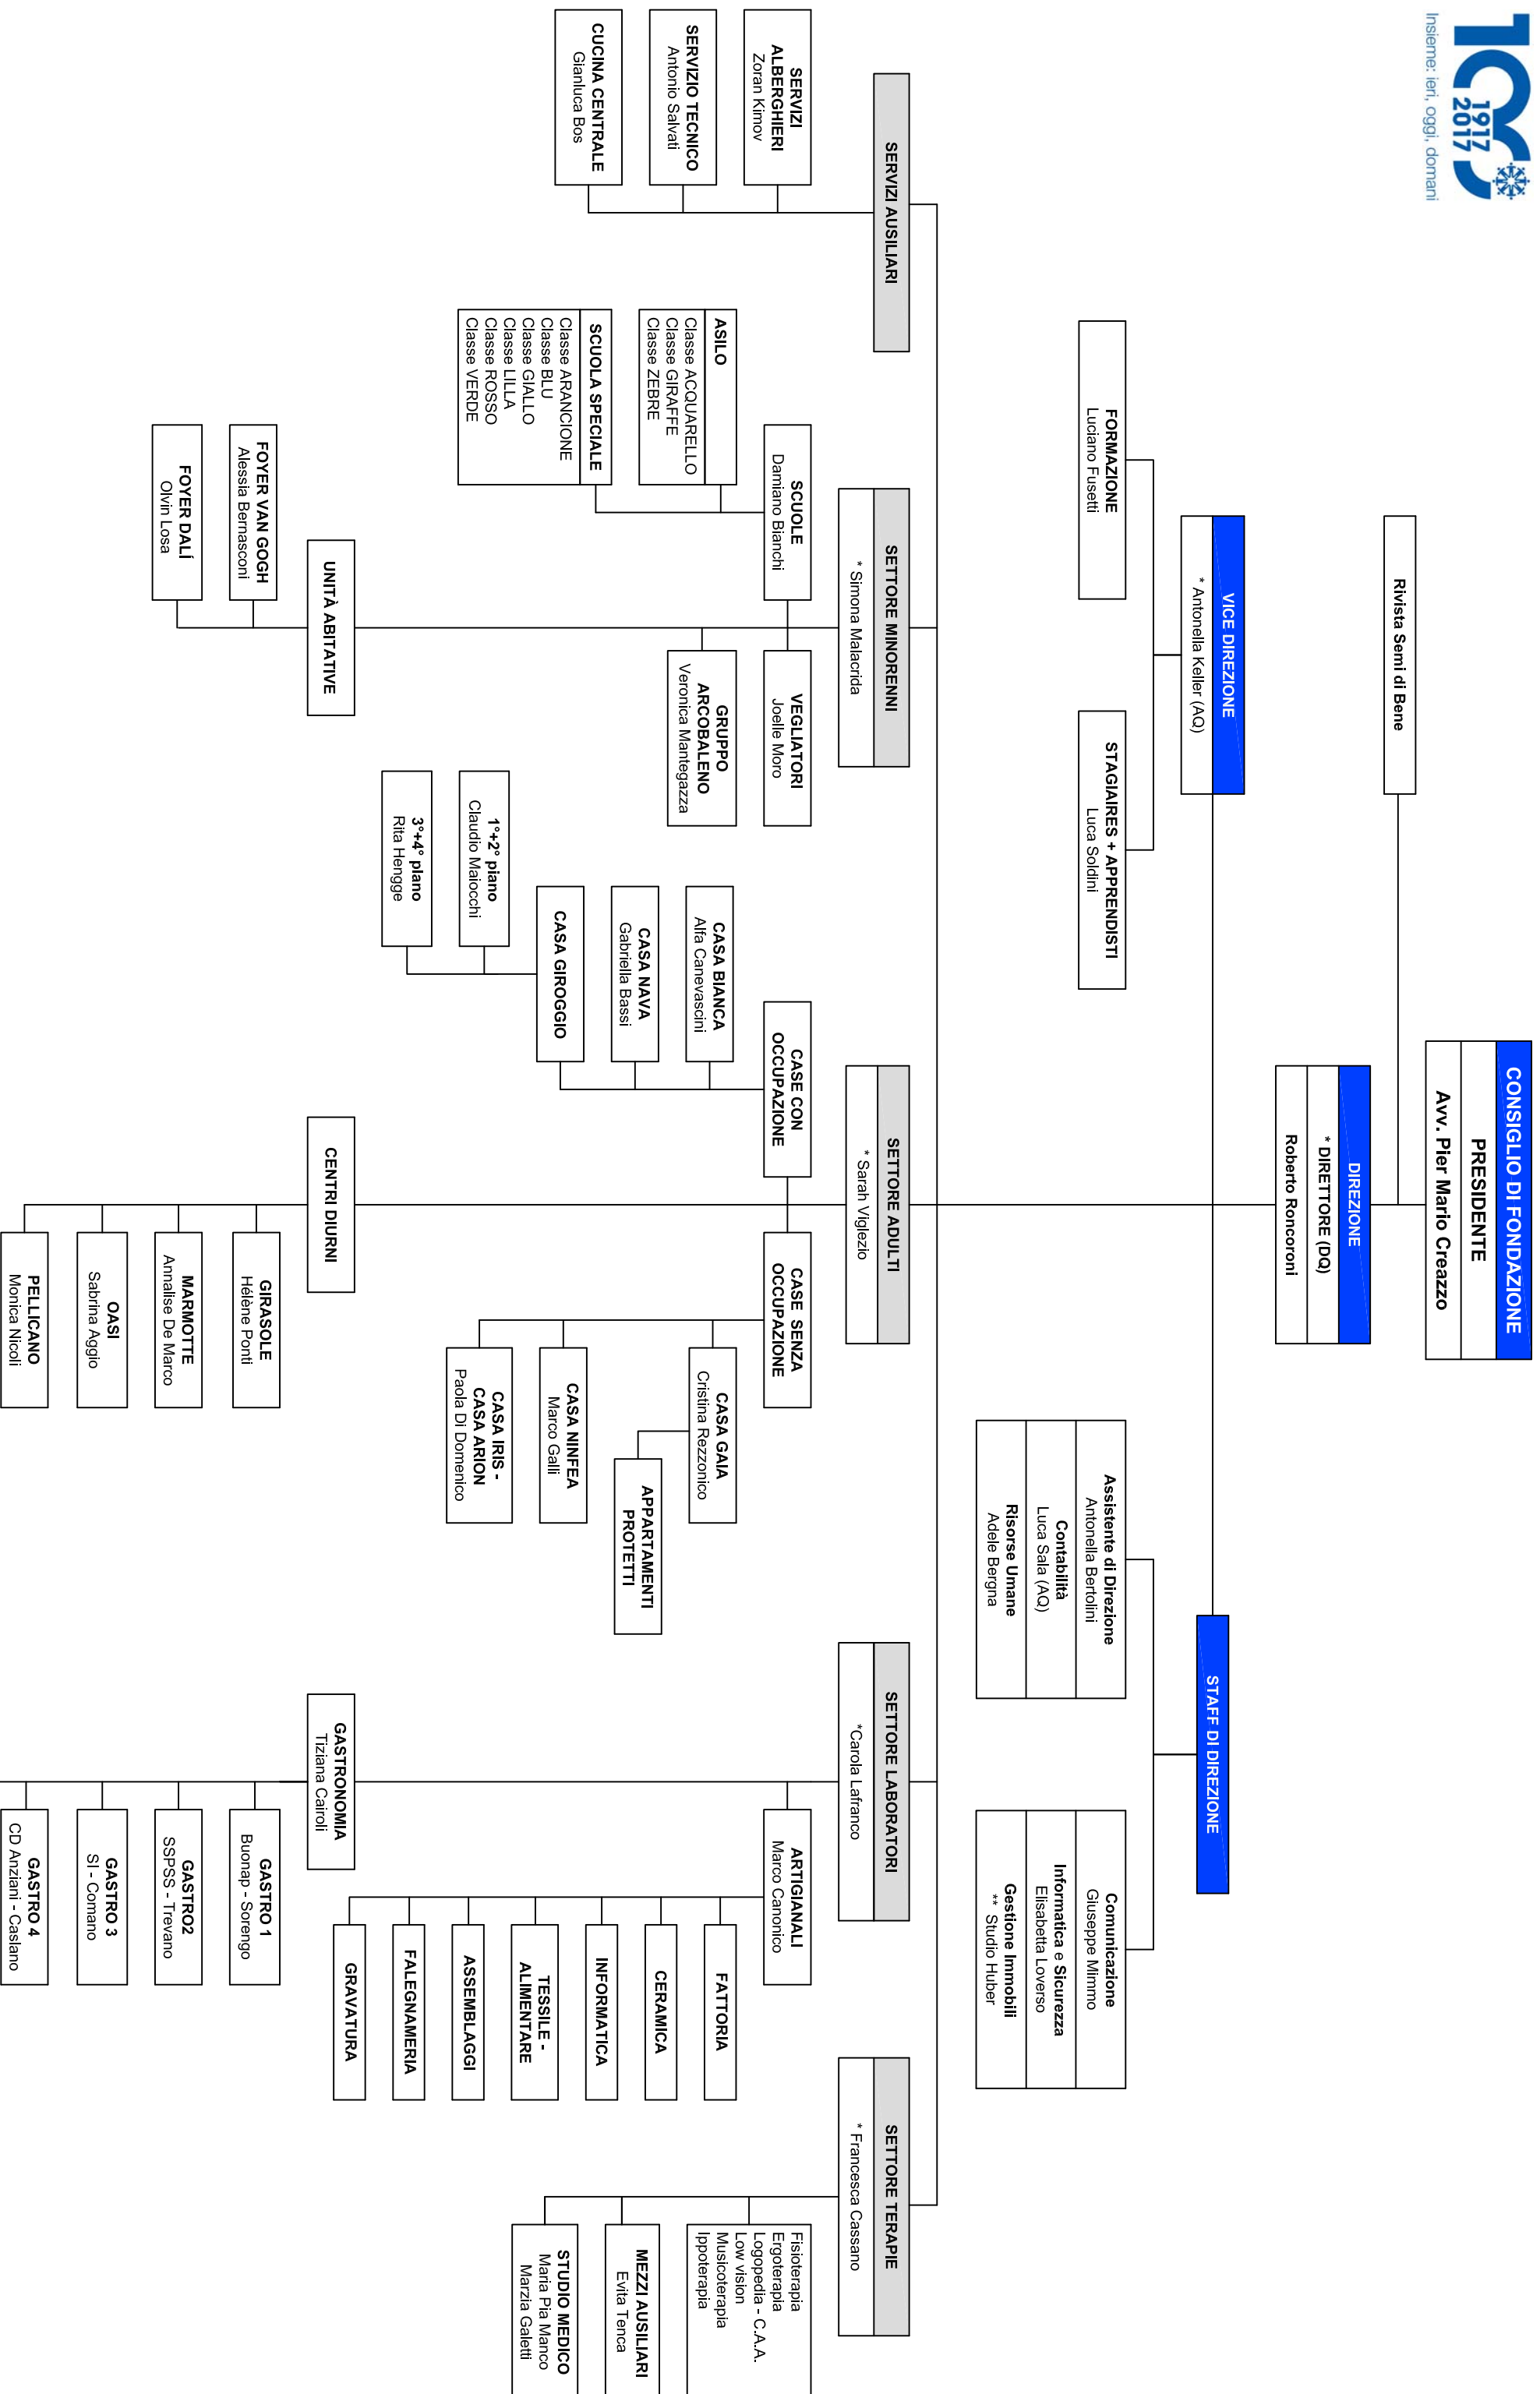 1917
2017
Insieme: ieri, oggi, domani
CONSIGLIO DI FONDAZIONE
PRESIDENTE
Avv. Pier Mario Creazzo
Rivista Semi di Bene
DIREZIONE
* DIRETTORE (DQ)
Roberto Roncoroni
VICE DIREZIONE
* Antonella Keller (AQ)
STAFF DI DIREZIONE
FORMAZIONE
Luciano Fusetti
STAGIAIRES + APPRENDISTI
Luca Soldini
Assistente di Direzione
Antonella Bertolini
Contabilità
Luca Sala (AQ)
Risorse Umane
Adele Bergna
Comunicazione
Giuseppe Mimmo
Informatica e Sicurezza
Elisabetta Loverso
Gestione Immobili
** Studio Huber
SERVIZI AUSILIARI
SERVIZI
ALBERGHIERI
Zoran Kimov
SERVIZIO TECNICO
Antonio Salvati
CUCINA CENTRALE
Gianluca Bos
SETTORE MINORENNI
* Simona Malacrida
SCUOLE
Damiano Bianchi
ASILO
Classe ACQUARELLO
Classe GIRAFFE
Classe ZEBRE
SCUOLA SPECIALE
Classe ARANCIONE
Classe BLU
Classe GIALLO
Classe LILLA
Classe ROSSO
Classe VERDE
VEGLIATORI
Joelle Moro
GRUPPO
ARCOBALENO
Veronica Mantegazza
UNITÀ ABITATIVE
FOYER VAN GOGH
Alessia Bernasconi
FOYER DALÍ
Olvin Losa
SETTORE ADULTI
* Sarah Viglezio
CASE CON
OCCUPAZIONE
CASA BIANCA
Alfa Canevascini
CASA NAVA
Gabriella Bassi
CASA GIROGGIO
1°+2° piano
Claudio Maiocchi
3°+4° piano
Rita Hengge
CASE SENZA
OCCUPAZIONE
CASA GAIA
Cristina Rezzonico
APPARTAMENTI
PROTETTI
CASA NINFEA
Marco Galli
CASA IRIS -
CASA ARION
Paola Di Domenico
CENTRI DIURNI
GIRASOLE
Hélène Ponti
MARMOTTE
Annalise De Marco
OASI
Sabrina Aggio
PELLICANO
Monica Nicoli
SETTORE LABORATORI
*Carola Lafranco
ARTIGIANALI
Marco Canonico
FATTORIA
CERAMICA
INFORMATICA
TESSILE -
ALIMENTARE
ASSEMBLAGGI
FALEGNAMERIA
GRAVATURA
GASTRONOMIA
Tiziana Cairoli
GASTRO 1
Buonap - Sorengo
GASTRO2
SSPSS - Trevano
GASTRO 3
SI - Comano
GASTRO 4
CD Anziani - Caslano
SETTORE TERAPIE
* Francesca Cassano
Fisioterapia
Ergoterapia
Logopedia - C.A.A.
Low vision
Musicoterapia
Ippoterapia
MEZZI AUSILIARI
Evita Tenca
STUDIO MEDICO
Maria Pia Manco
Marzia Galetti